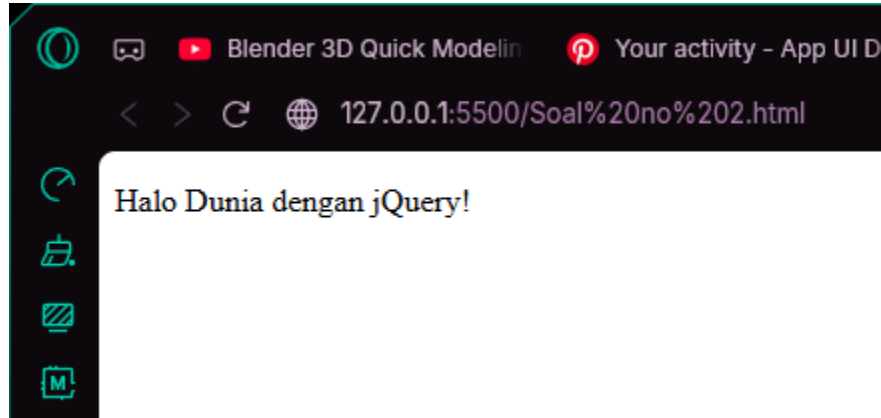 Blender 3D Quick Modelin
Your activity - App UI D
127.0.0.1:5500/Soal%20no%202.html
Halo Dunia dengan jQuery!
M